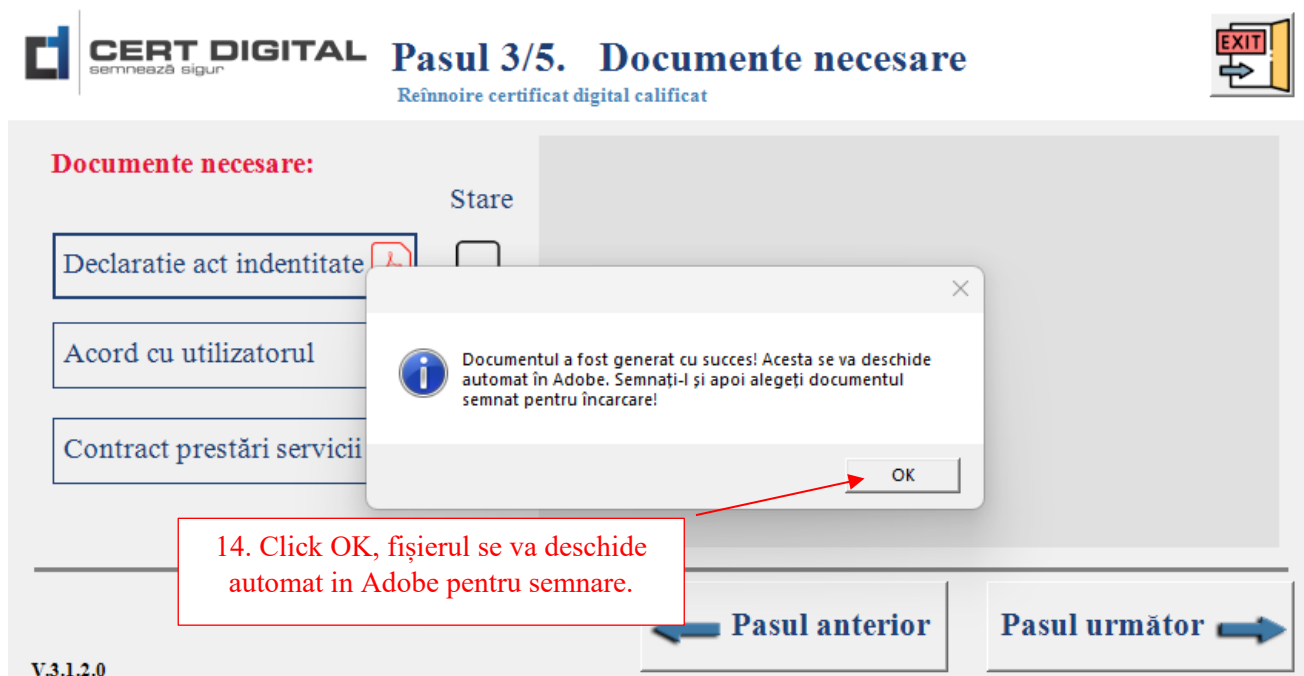 CERT DIGITAL
semnează sigur
Pasul 3/5. Documente necesare
Reînnoire certificat digital calificat
EXIT
Documente necesare:
Stare
Declaratie act indentitate
Acord cu utilizatorul
Contract prestări servicii
Documentul a fost generat cu succes! Acesta se va deschide
automat în Adobe. Semnați-l și apoi alegeți documentul
semnat pentru încarcare!
OK
14. Click OK, fișierul se va deschide
automat in Adobe pentru semnare.
Pasul anterior
Pasul următor
V.3.1.2.0